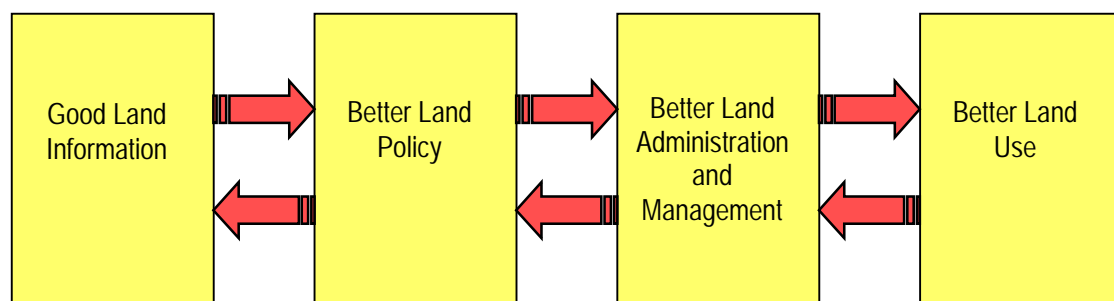 Good Land
Information
Better Land
Policy
Better Land
Administration
and
Management
Better Land
Use